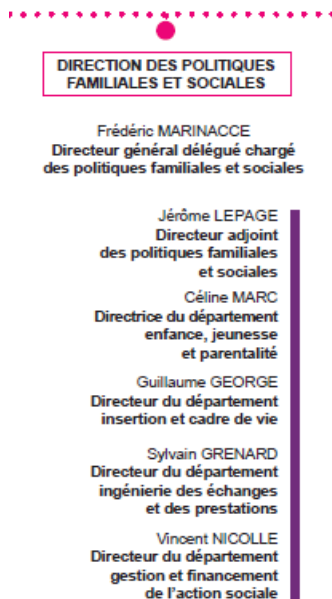 DIRECTION DES POLITIQUES
FAMILIALES ET SOCIALES
Frédéric MARINACCE
Directeur général délégué chargé
des politiques familiales et sociales
Jérôme LEPAGE
Directeur adjoint
des politiques familiales
et sociales
Céline MARC
Directrice du département
enfance, jeunesse
et parentalité
Guillaume GEORGE
Directeur du département
insertion et cadre de vie
Sylvain GRENARD
Directeur du département
ingénierie des échanges
et des prestations
Vincent NICOLLE
Directeur du département
gestion et financement
de l'action sociale